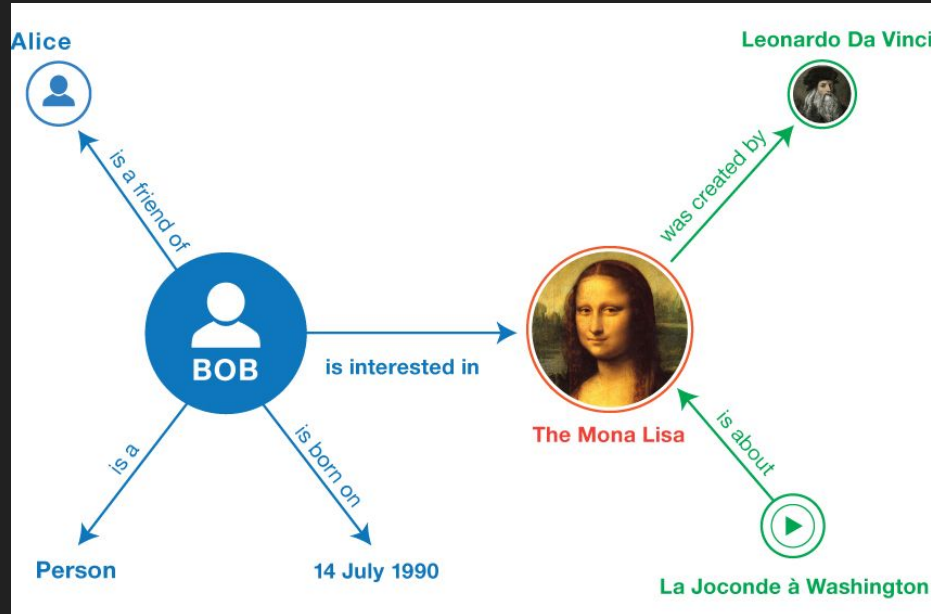 Alice
Leonardo Da Vinci
is a friend of
was created by
BOB
is interested in
The Mona Lisa
is a
is born on
is about
Person
14 July 1990
La Joconde à Washington